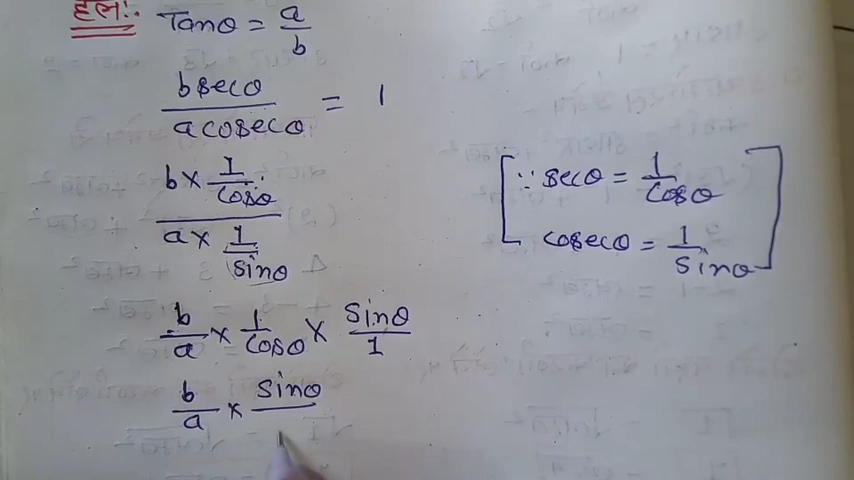 हल:- Tanθ = a/b
bsecθ/acosecθ = 1
b× 1/cosθ / a× 1/sinθ
[∵ secθ = 1/cosθ
cosecθ = 1/sinθ]
b/a × 1/cosθ × sinθ/1
b/a × sinθ/